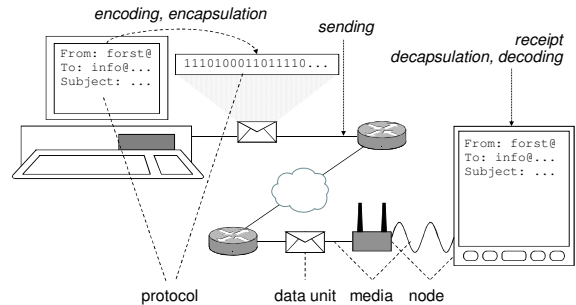 encoding, encapsulation
sending
receipt
decapsulation, decoding
From: forst@
To: info@...
Subject: ...
1110100011011110...
From: forst@
To: info@...
Subject: ...
protocol
data unit
media
node